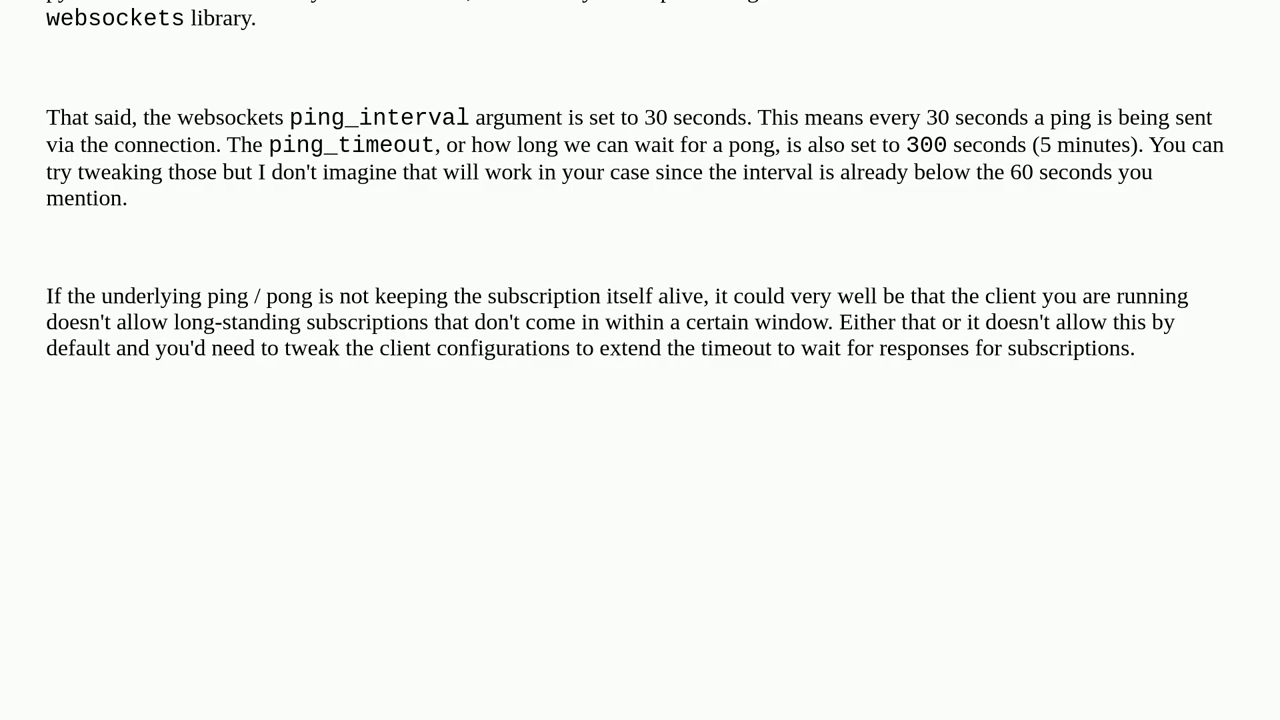 websockets library.
That said, the websockets ping_interval argument is set to 30 seconds. This means every 30 seconds a ping is being sent
via the connection. The ping_timeout, or how long we can wait for a pong, is also set to 300 seconds (5 minutes). You can
try tweaking those but I don't imagine that will work in your case since the interval is already below the 60 seconds you
mention.
If the underlying ping / pong is not keeping the subscription itself alive, it could very well be that the client you are running
doesn't allow long-standing subscriptions that don't come in within a certain window. Either that or it doesn't allow this by
default and you'd need to tweak the client configurations to extend the timeout to wait for responses for subscriptions.